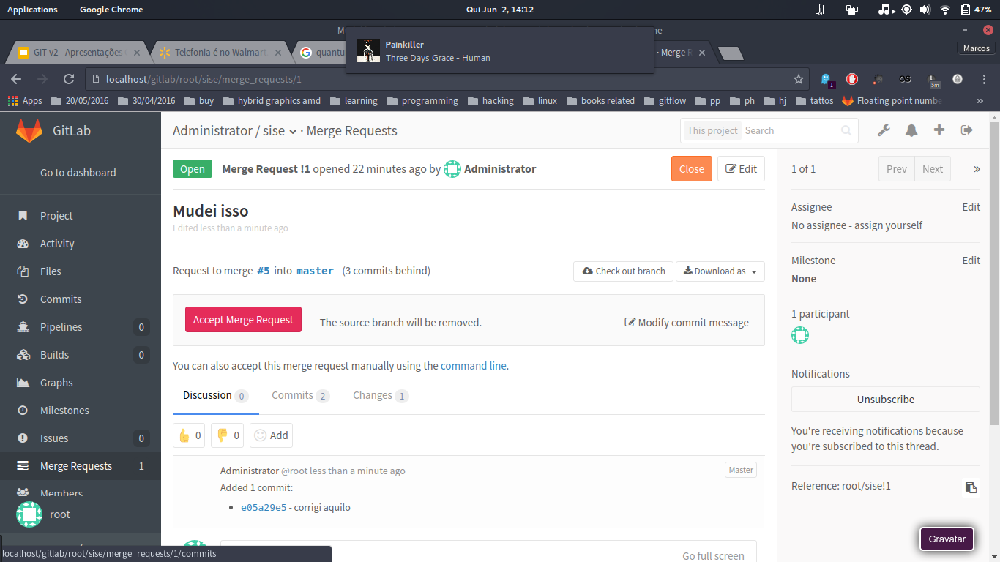 Applications Google Chrome Qui Jun 2, 14:12 47%
Painkiller
Three Days Grace - Human
GIT v2 - Apresentações Telefonia é no Walmart quantu Merge R Marcos
localhost/gitlab/root/sise/merge_requests/1 1 CS 5m
Apps 20/05/2016 30/04/2016 buy hybrid graphics amd learning programming hacking linux books related gitflow pp ph hj tattos Floating point numbe »
GitLab Administrator / sise · Merge Requests This project Search
Go to dashboard
Open Merge Request !1 opened 22 minutes ago by Administrator Close Edit 1 of 1 Prev Next »
Mudei isso
Edited less than a minute ago
Assignee Edit
No assignee - assign yourself
Project
Activity
Files
Commits
Pipelines 0
Builds 0
Graphs
Milestones
Issues 0
Merge Requests 1
Members
root
Request to merge #5 into master (3 commits behind) Check out branch Download as
Accept Merge Request The source branch will be removed. Modify commit message
You can also accept this merge request manually using the command line.
Discussion 0 Commits 2 Changes 1
0 0 Add
Administrator @root less than a minute ago Master
Added 1 commit:
• e05a29e5 - corrigi aquilo
Go full screen
Milestone Edit
None
1 participant
Notifications
Unsubscribe
You're receiving notifications because
you're subscribed to this thread.
Reference: root/sise!1
Gravatar
localhost/gitlab/root/sise/merge_requests/1/commits